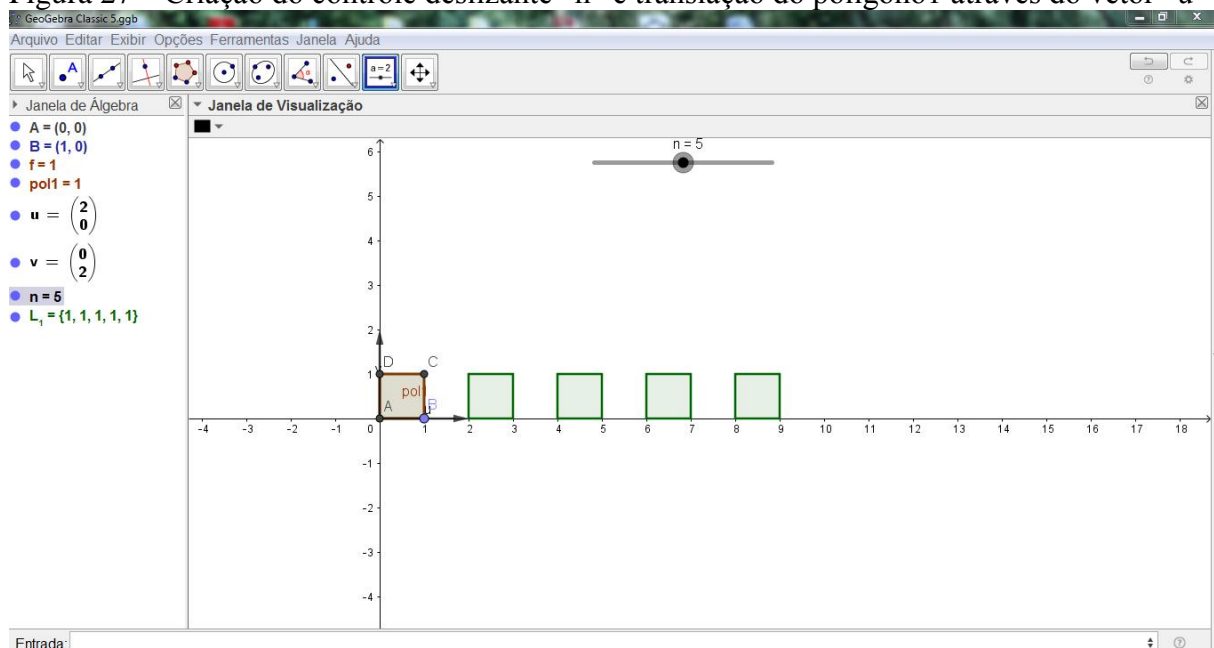 Figura 27 – Criação do controle deslizante "n" e translação do polígono1 através do vetor "u"
GeoGebra Classic 5.ggb
Arquivo Editar Exibir Opções Ferramentas Janela Ajuda
A
α
a=2
Janela de Álgebra
Janela de Visualização
A = (0, 0)
B = (1, 0)
f = 1
pol1 = 1
u = (2
0)
v = (0
2)
n = 5
L1 = {1, 1, 1, 1, 1}
n = 5
6
5
4
3
2
D C
1
pol1
A B
-4 -3 -2 -1 0 1 2 3 4 5 6 7 8 9 10 11 12 13 14 15 16 17 18
-1
-2
-3
-4
Entrada: